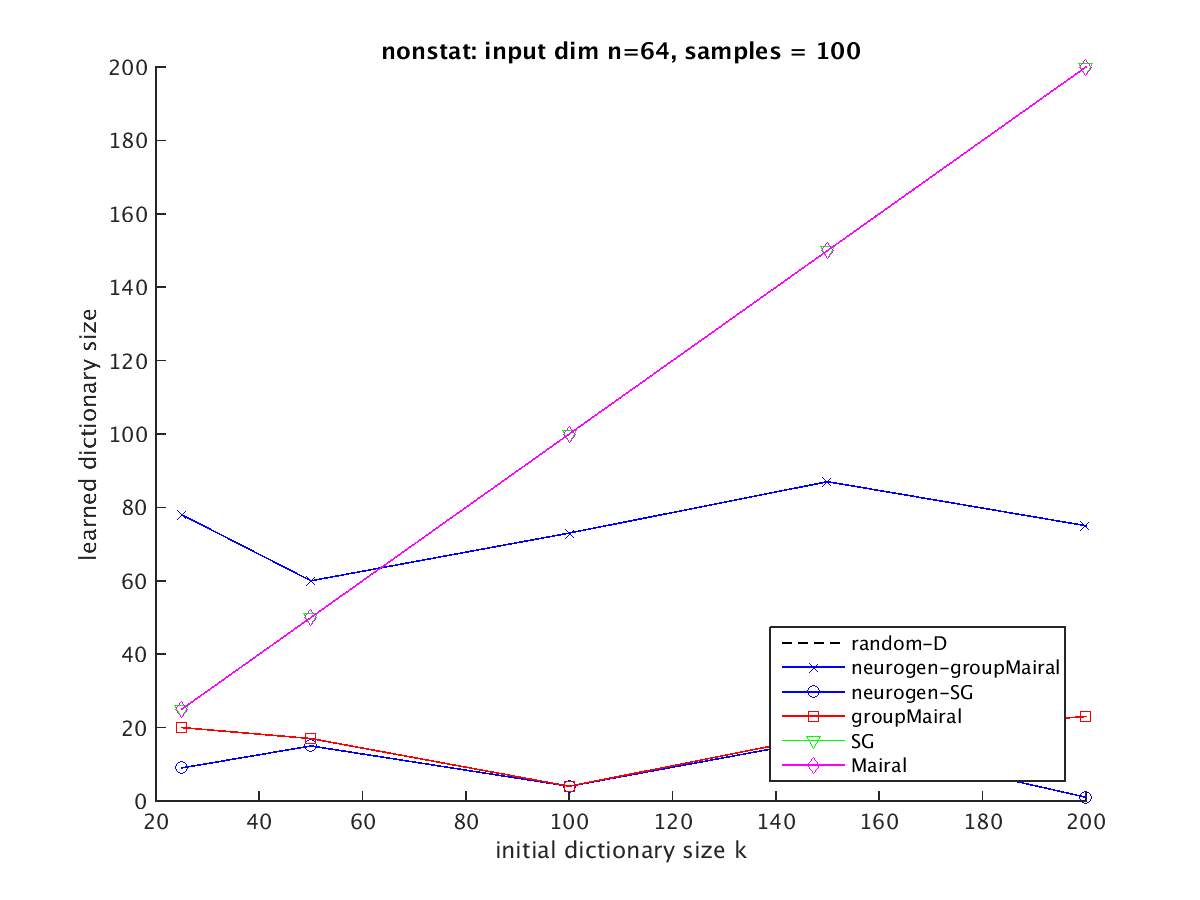 nonstat: input dim n=64, samples = 100
200
180
160
140
120
100
80
60
40
20
0
learned dictionary size
random-D
neurogen-groupMairal
neurogen-SG
groupMairal
SG
Mairal
20 40 60 80 100 120 140 160 180 200
initial dictionary size k